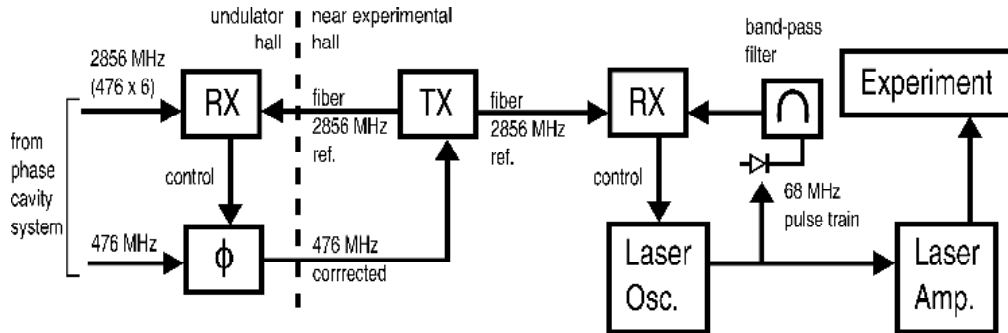 undulator
hall
near experimental
hall
2856 MHz
(476 x 6)
RX
fiber
2856 MHz
ref.
TX
fiber
2856 MHz
ref.
RX
band-pass
filter
Experiment
from
phase
cavity
system
control
control
68 MHz
pulse train
476 MHz
ϕ
476 MHz
corrrected
Laser
Osc.
Laser
Amp.